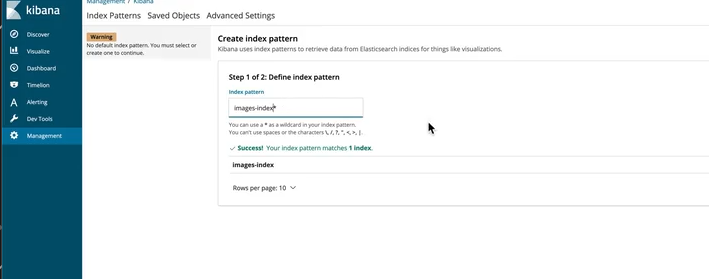 Management / Kibana
kibana
Index Patterns Saved Objects Advanced Settings
Discover
Visualize
Dashboard
Timelion
Alerting
Dev Tools
Management
Warning
No default index pattern. You must select or
create one to continue.
Create index pattern
Kibana uses index patterns to retrieve data from Elasticsearch indices for things like visualizations.
Step 1 of 2: Define index pattern
Index pattern
images-index*
You can use a * as a wildcard in your index pattern.
You can't use spaces or the characters \, /, ?, ", <, >, |.
Success! Your index pattern matches 1 index.
images-index
Rows per page: 10